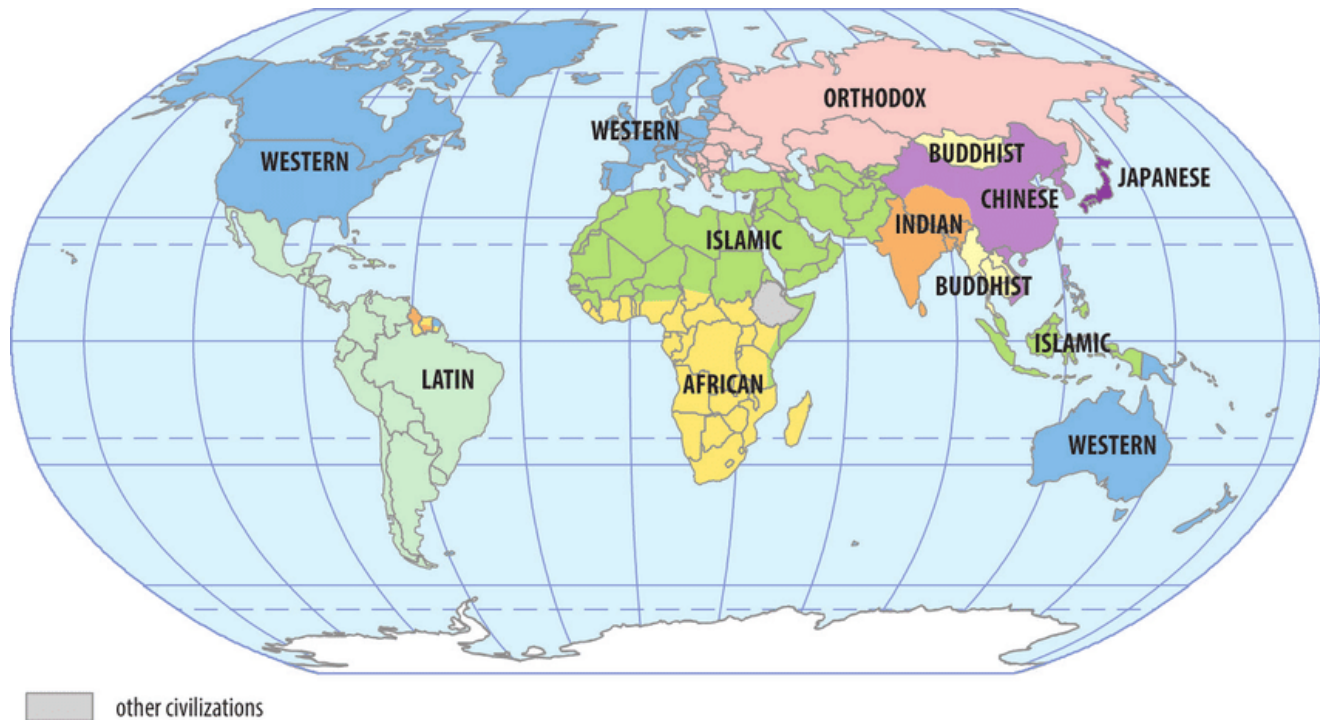 ORTHODOX
WESTERN
WESTERN
BUDDHIST
JAPANESE
CHINESE
INDIAN
ISLAMIC
BUDDHIST
ISLAMIC
LATIN
AFRICAN
WESTERN
other civilizations